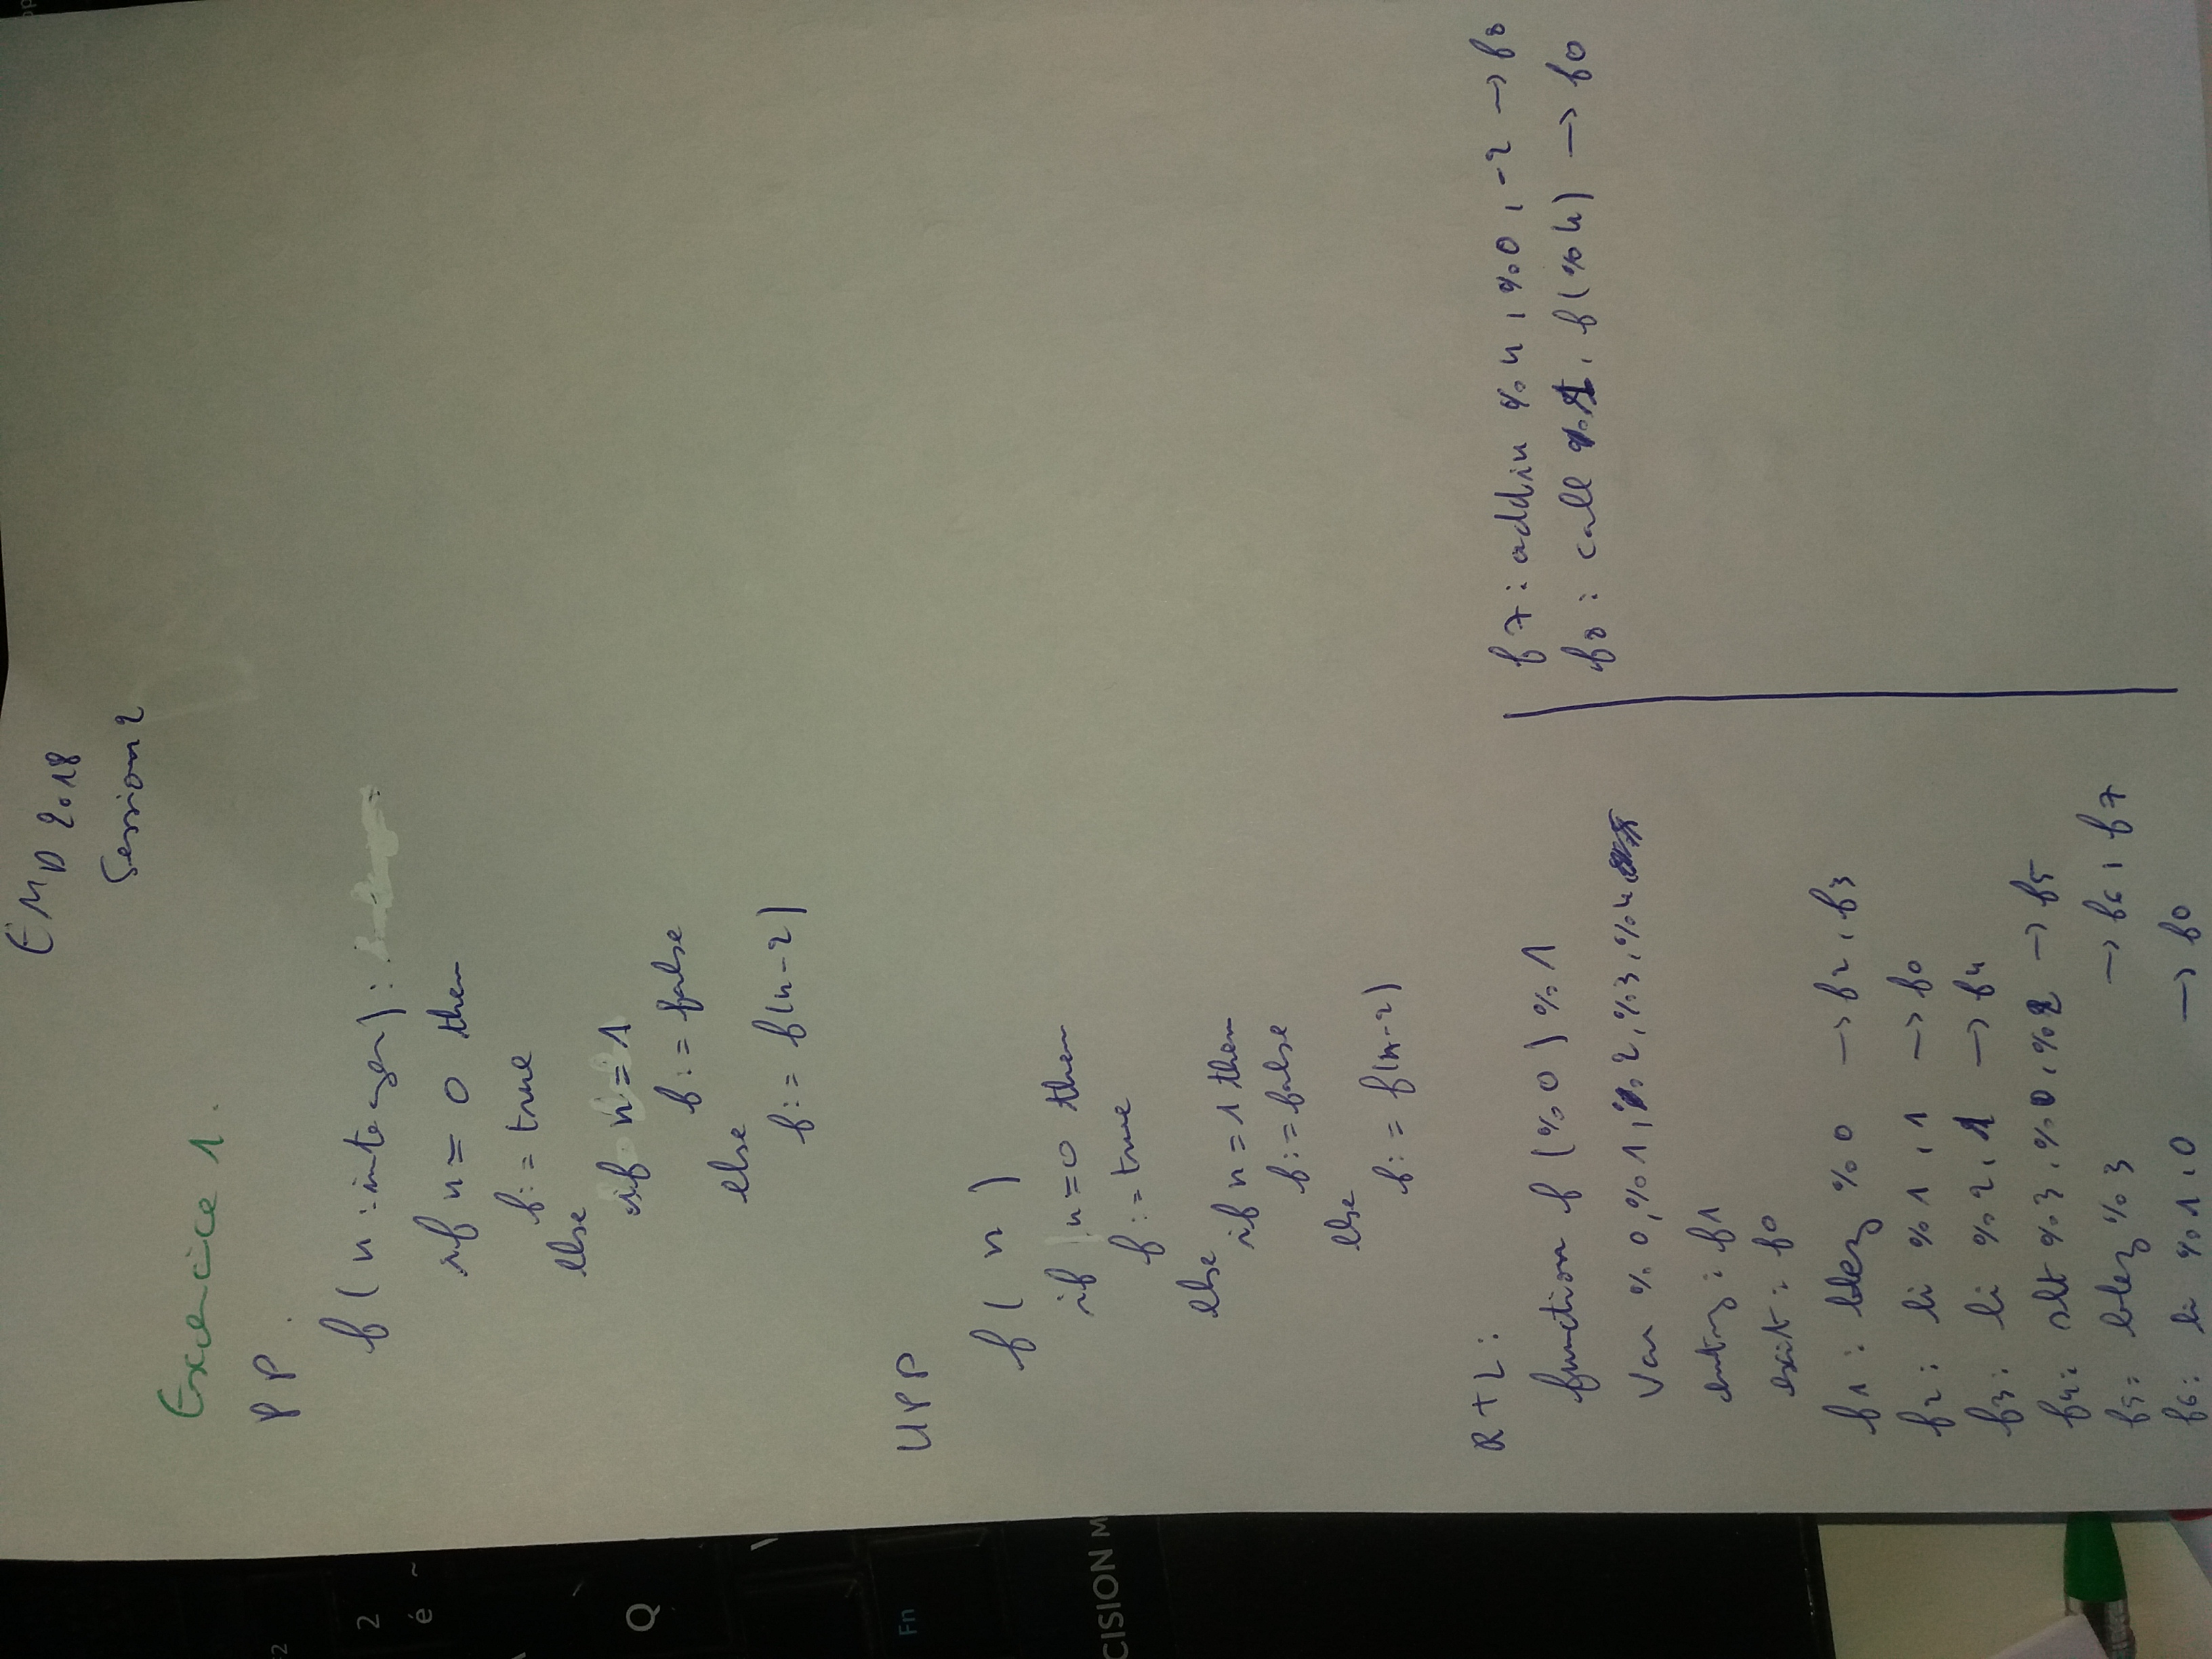 EMD 2018
Session 2
Exercice 1.
PP.
f(n:integer):
if n = 0 then
f:= true
else
if n = 1
f:= false
else
f:= f(n-2)
UPP
f( n )
if n=0 then
f:=true
else
if n = 1 then
f:=false
else
f:= f(n-2)
RTL:
function f (%0) %1
Var %0,%1,%2,%3,%4
entry: f1
exit: f0
f1: blez %0 → f2, f3
f2: li %1, 1 → f0
f3: li %2, 1 → f4
f4: slt %3, %0, %2 → f5
f5: blez %3 → f6, f7
f6: li %1, 0 → f0
f7: addiu %4, %0, -2 → f8
f8: call %1, f(%4) → f0
2
é ~
Q
Fn
CISION M